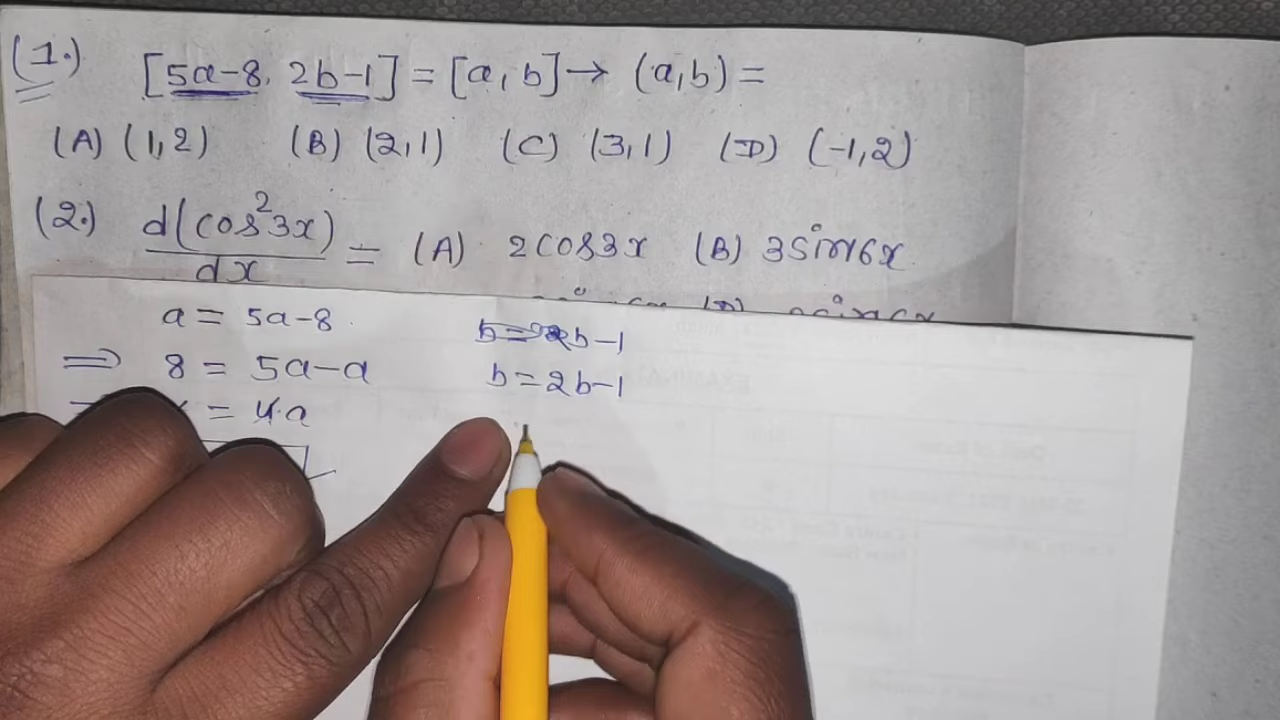 (1.) [5a-8, 2b-1] = [a, b] → (a,b) =
(A) (1,2) (B) (2,1) (C) (3,1) (D) (-1,2)
(2.) d(cos²3x)/dx = (A) 2cos3x (B) 3sin6x
a = 5a-8
b = 2b-1
⇒ 8 = 5a-a
b = 2b-1
= 4a